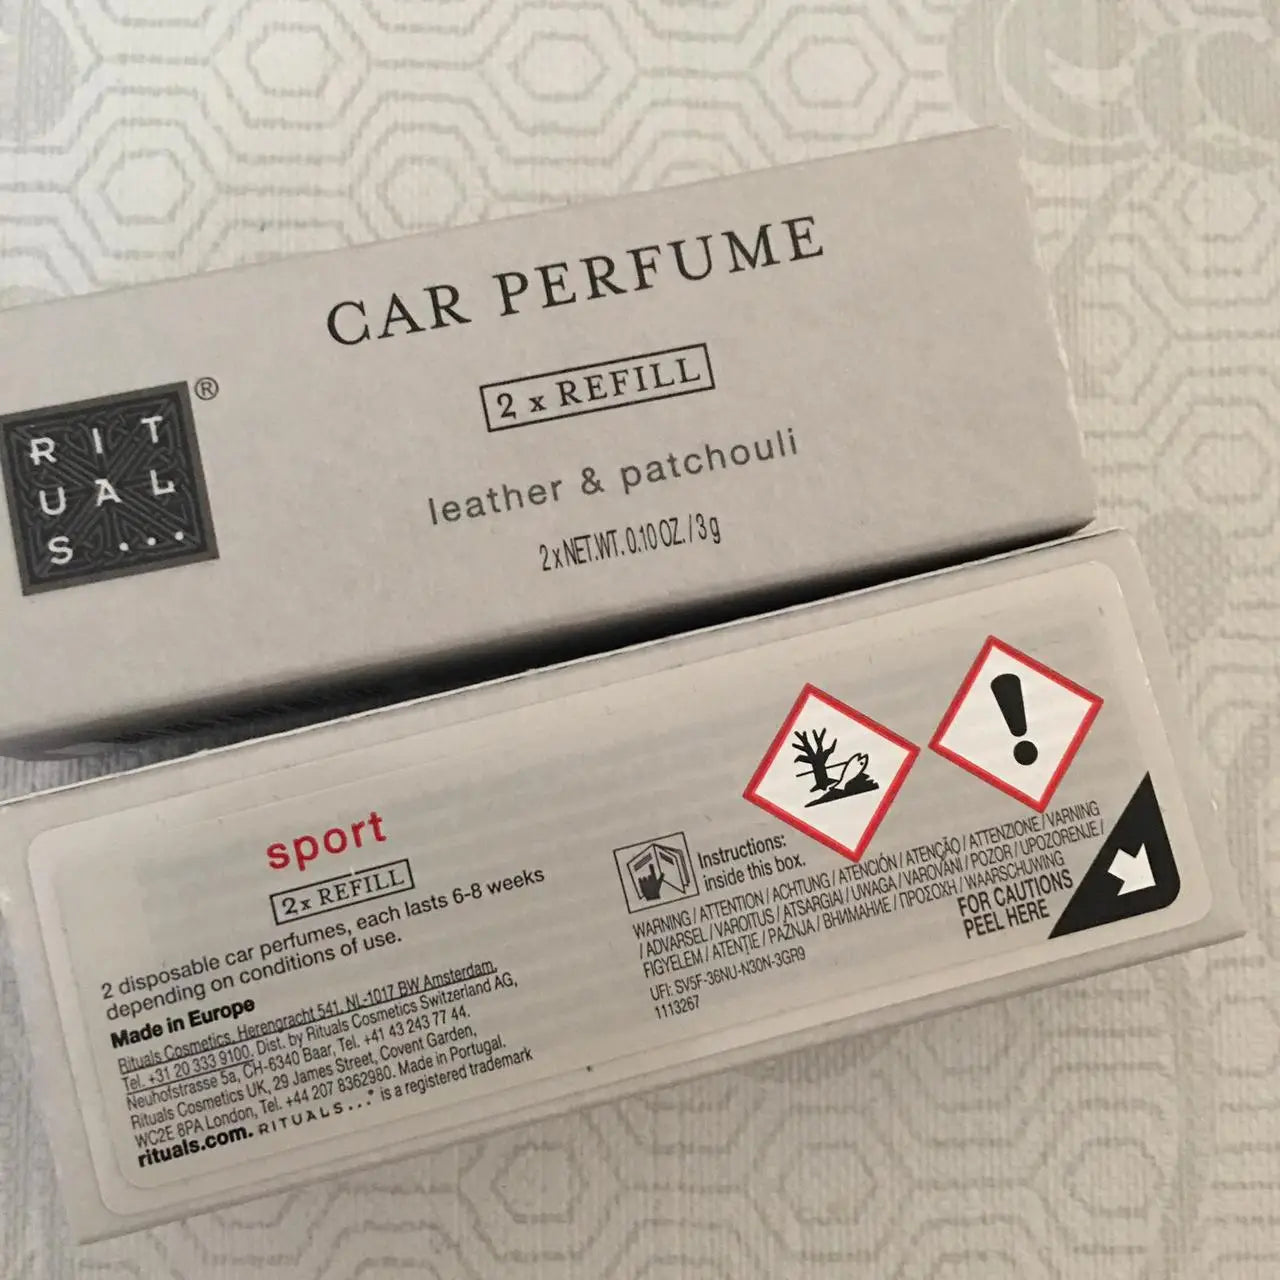 CAR PERFUME
2 x REFILL
leather & patchouli
2 x NET.WT. 0.10 OZ. / 3 g
®
RIT
UAL
S...
sport
2 x REFILL
2 disposable car perfumes, each lasts 6-8 weeks
depending on conditions of use.
Made in Europe
Rituals Cosmetics, Herengracht 541, NL-1017 BW Amsterdam,
Tel. +31 20 333 9100. Dist. by Rituals Cosmetics Switzerland AG,
Neuhofstrasse 5a, CH-6340 Baar, Tel. +41 43 243 77 44.
Rituals Cosmetics UK, 29 James Street, Covent Garden,
WC2E 8PA London, Tel. +44 207 8362980. Made in Portugal.
rituals.com. RITUALS...® is a registered trademark
Instructions:
inside this box.
WARNING / ATTENTION / ACHTUNG / ATENCIÓN / ATENÇÃO / ATTENZIONE / VARNING
/ ADVARSEL / VAROITUS / ATSARGIAI / UWAGA / VAROVÁNI / POZOR / UPOZORENJE /
FIGYELEM / ATENȚIE / PAŽNJA / ВНИМАНИЕ / ΠΡΟΣΟΧΗ / WAARSCHUWING
UFI: SV5F-36NU-N30N-3GR9
1113267
FOR CAUTIONS
PEEL HERE